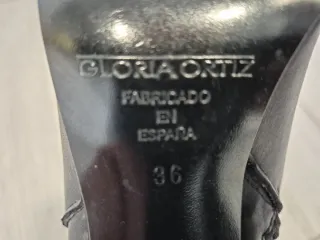 GLORIA ORTIZ
FABRICADO
EN
ESPAÑA
36